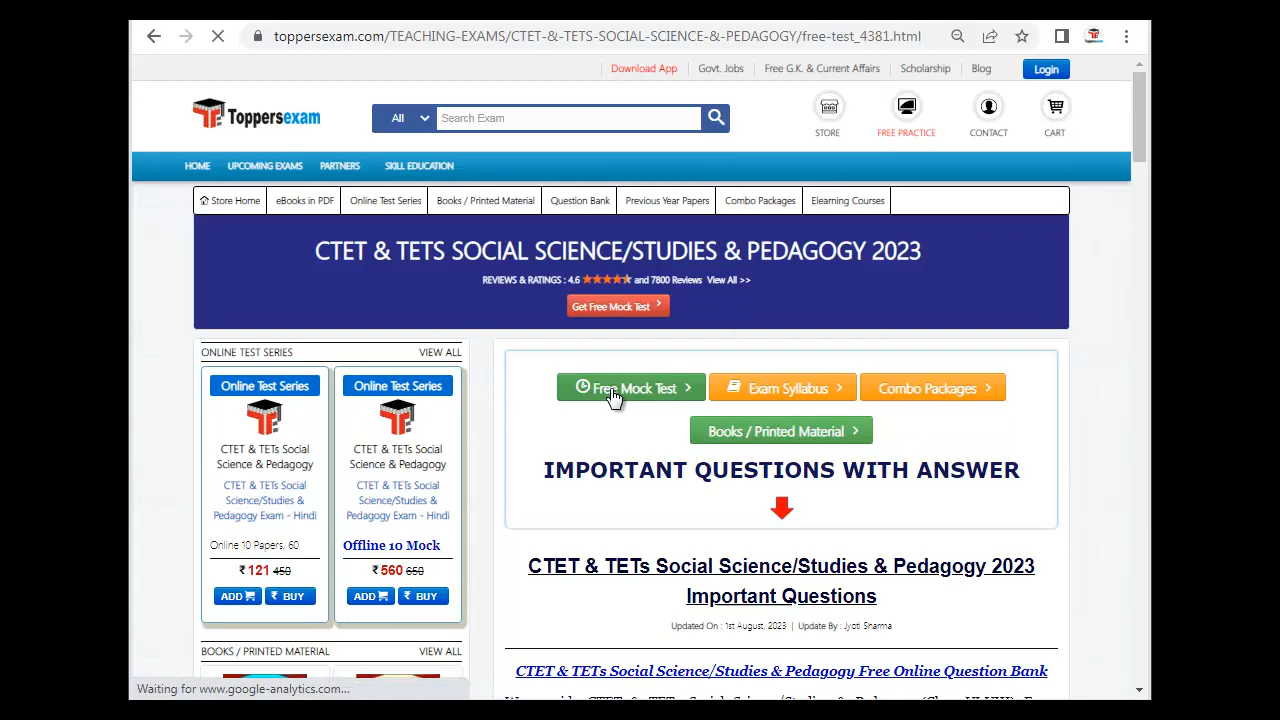 toppersexam.com/TEACHING-EXAMS/CTET-&-TETS-SOCIAL-SCIENCE-&-PEDAGOGY/free-test_4381.html
Download App Govt. Jobs Free G.K. & Current Affairs Scholarship Blog Login
Toppersexam All Search Exam
STORE FREE PRACTICE CONTACT CART
HOME UPCOMING EXAMS PARTNERS SKILL EDUCATION
Store Home eBooks in PDF Online Test Series Books / Printed Material Question Bank Previous Year Papers Combo Packages Elearning Courses
CTET & TETS SOCIAL SCIENCE/STUDIES & PEDAGOGY 2023
REVIEWS & RATINGS : 4.6 and 7800 Reviews View All >>
Get Free Mock Test
ONLINE TEST SERIES VIEW ALL
Online Test Series
CTET & TETs Social
Science & Pedagogy
CTET & TETs Social
Science/Studies &
Pedagogy Exam - Hindi
Online 10 Papers, 60
₹ 121 450
ADD ₹ BUY
Online Test Series
CTET & TETs Social
Science & Pedagogy
CTET & TETs Social
Science/Studies &
Pedagogy Exam - Hindi
Offline 10 Mock
₹ 560 650
ADD ₹ BUY
BOOKS / PRINTED MATERIAL VIEW ALL
Free Mock Test Exam Syllabus Combo Packages
Books / Printed Material
IMPORTANT QUESTIONS WITH ANSWER
CTET & TETs Social Science/Studies & Pedagogy 2023
Important Questions
Updated On : 1st August, 2023 | Update By : Jyoti Sharma
CTET & TETs Social Science/Studies & Pedagogy Free Online Question Bank
Waiting for www.google-analytics.com...